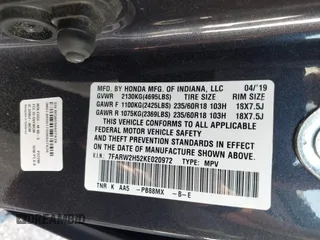 MFD. BY HONDA MFG. OF INDIANA, LLC 04/'19
GVWR 2130KG(4695LBS) TIRE SIZE RIM SIZE
GAWR F 1100KG(2425LBS) 235/60R18 103H 18X7.5J
GAWR R 1075KG(2369LBS) 235/60R18 103H 18X7.5J
THIS VEHICLE CONFORMS TO ALL APPLICABLE
FEDERAL MOTOR VEHICLE SAFETY AND THEFT
PREVENTION STANDARDS IN EFFECT ON THE DATE
OF MANUFACTURE SHOWN ABOVE.
V.I.N: 7FARW2H52KE020972 TYPE: MPV
TNR-K AA5 -PB88MX -B-E